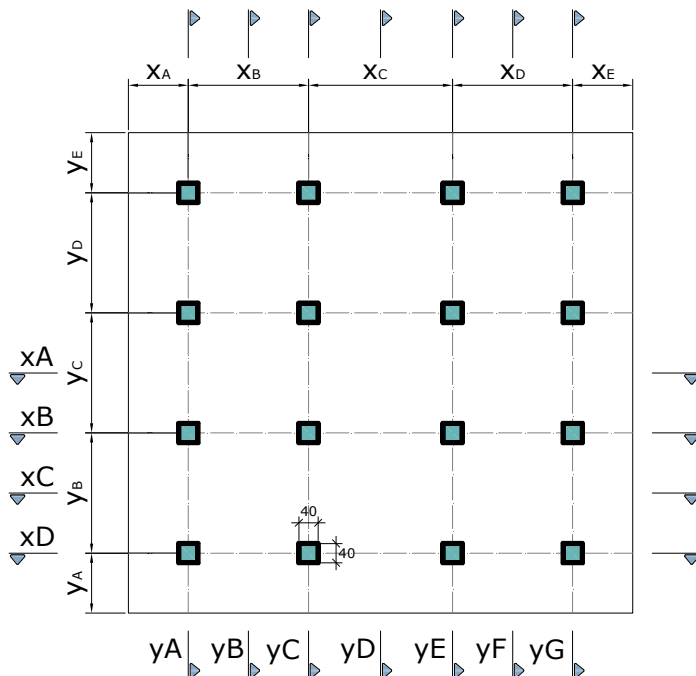 xA xB xC xD xE
yE
yD
yC
yB
yA
xA
xB
xC
xD
40
40
yA yB yC yD yE yF yG